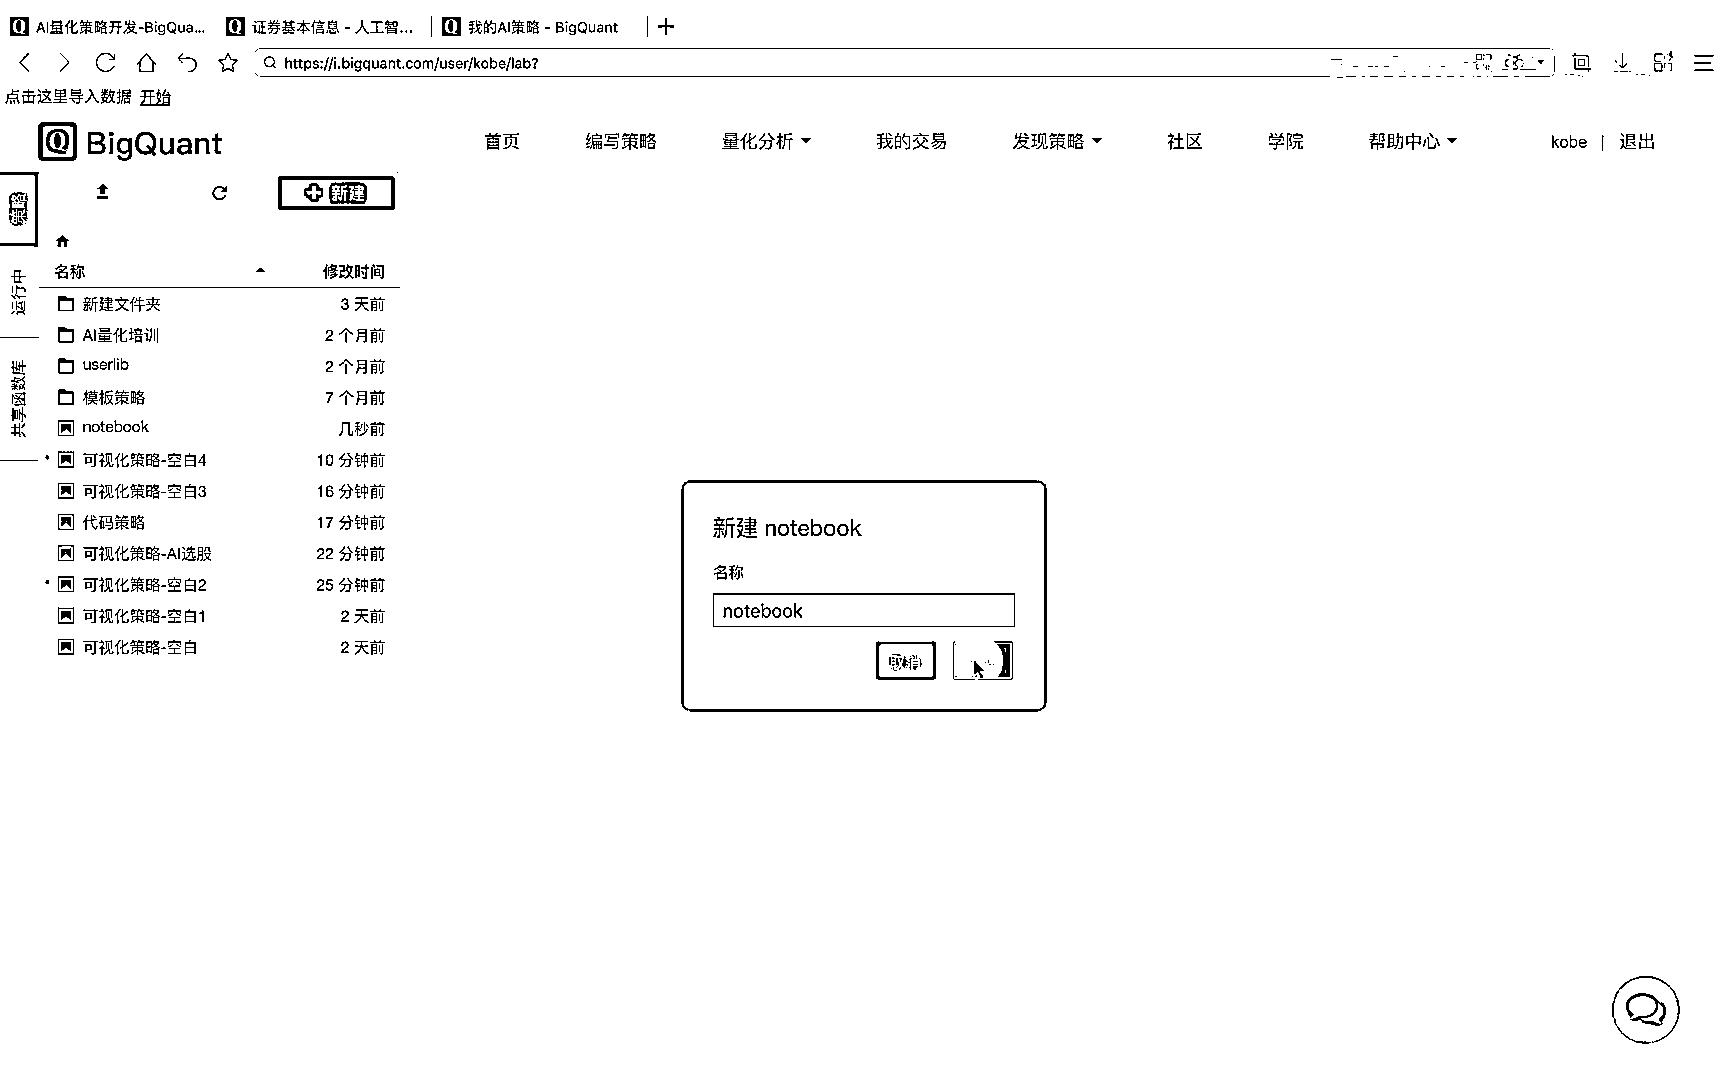 AI量化策略开发-BigQua...
证券基本信息 - 人工智...
我的AI策略 - BigQuant
https://i.bigquant.com/user/kobe/lab?
点击这里导入数据 开始
BigQuant
首页 编写策略 量化分析 我的交易 发现策略 社区 学院 帮助中心 kobe | 退出
策略
运行中
共享函数库
新建
名称 修改时间
新建文件夹 3 天前
AI量化培训 2 个月前
userlib 2 个月前
模板策略 7 个月前
notebook 几秒前
可视化策略-空白4 10 分钟前
可视化策略-空白3 16 分钟前
代码策略 17 分钟前
可视化策略-AI选股 22 分钟前
可视化策略-空白2 25 分钟前
可视化策略-空白1 2 天前
可视化策略-空白 2 天前
新建 notebook
名称
notebook
取消